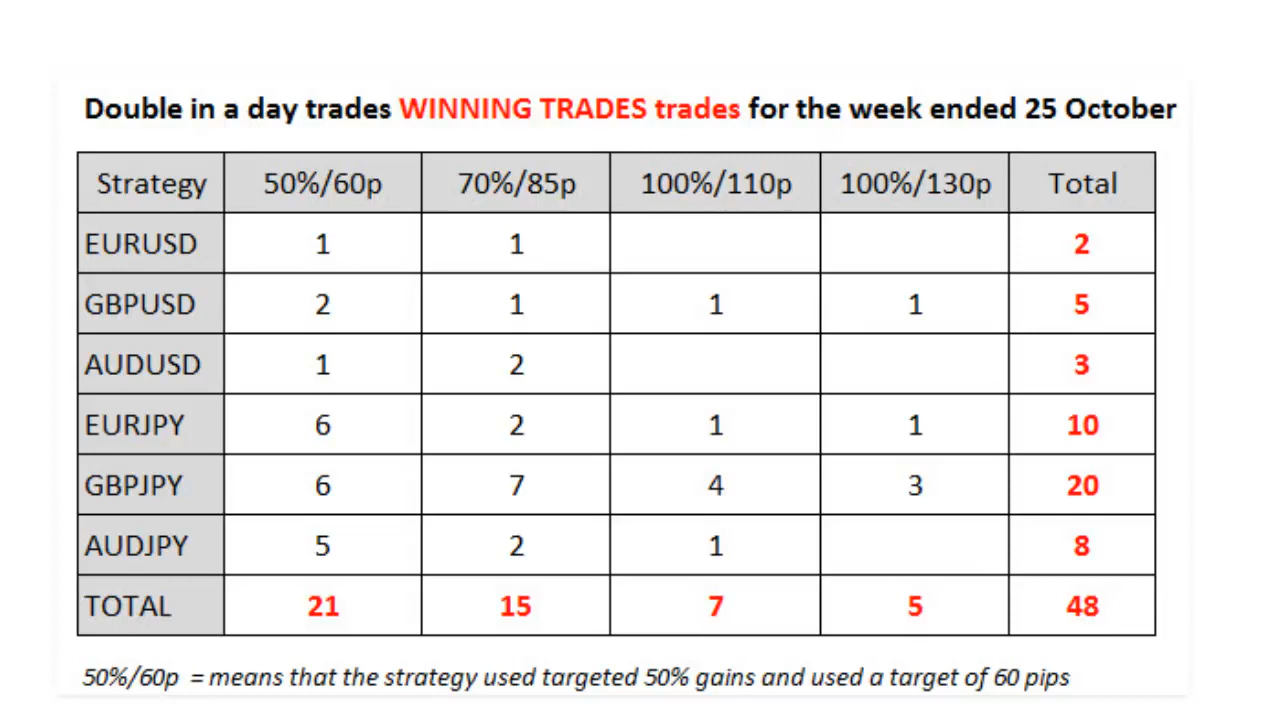 Double in a day trades WINNING TRADES trades for the week ended 25 October
Strategy 50%/60p 70%/85p 100%/110p 100%/130p Total
EURUSD 1 1 2
GBPUSD 2 1 1 1 5
AUDUSD 1 2 3
EURJPY 6 2 1 1 10
GBPJPY 6 7 4 3 20
AUDJPY 5 2 1 8
TOTAL 21 15 7 5 48
50%/60p = means that the strategy used targeted 50% gains and used a target of 60 pips